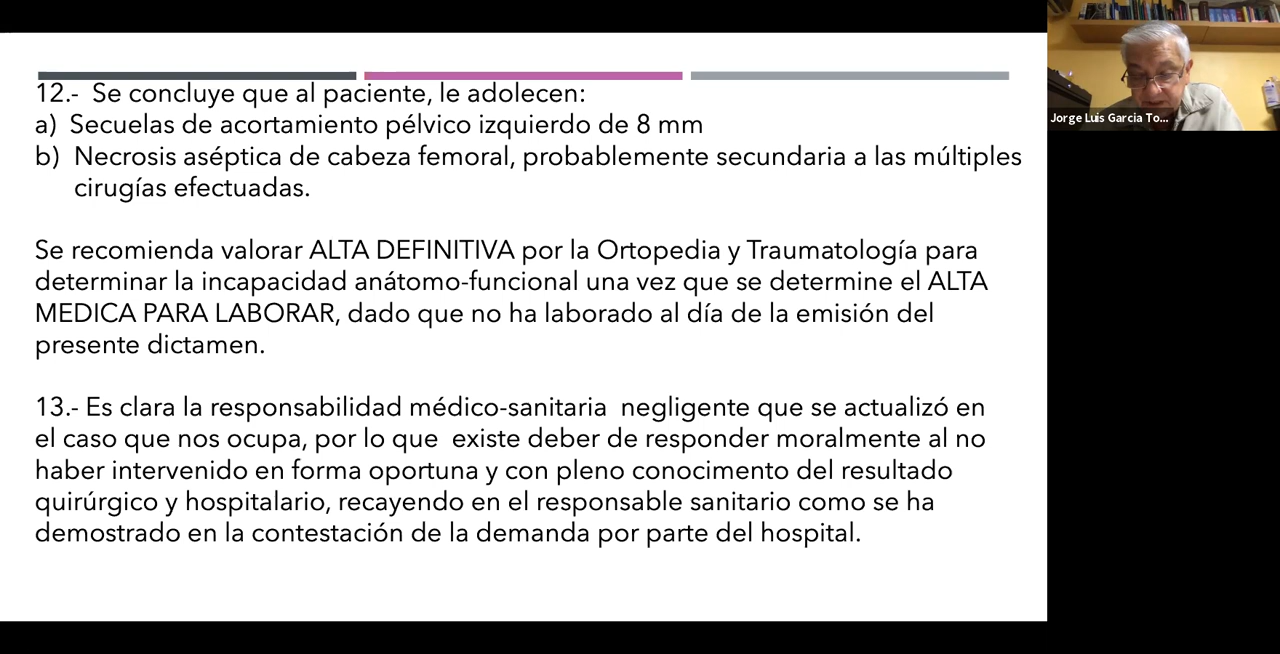 12.- Se concluye que al paciente, le adolecen:
a) Secuelas de acortamiento pélvico izquierdo de 8 mm
b) Necrosis aséptica de cabeza femoral, probablemente secundaria a las múltiples
cirugías efectuadas.
Se recomienda valorar ALTA DEFINITIVA por la Ortopedia y Traumatología para
determinar la incapacidad anátomo-funcional una vez que se determine el ALTA
MEDICA PARA LABORAR, dado que no ha laborado al día de la emisión del
presente dictamen.
13.- Es clara la responsabilidad médico-sanitaria negligente que se actualizó en
el caso que nos ocupa, por lo que existe deber de responder moralmente al no
haber intervenido en forma oportuna y con pleno conocimento del resultado
quirúrgico y hospitalario, recayendo en el responsable sanitario como se ha
demostrado en la contestación de la demanda por parte del hospital.
Jorge Luis Garcia To...